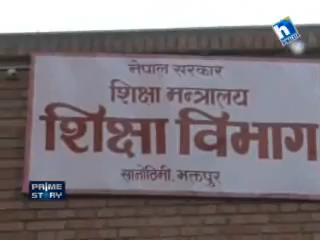 नेपाल सरकार
शिक्षा मन्त्रालय
शिक्षा विभाग
सानोठिमी, भक्तपुर
PRIME
STORY
h